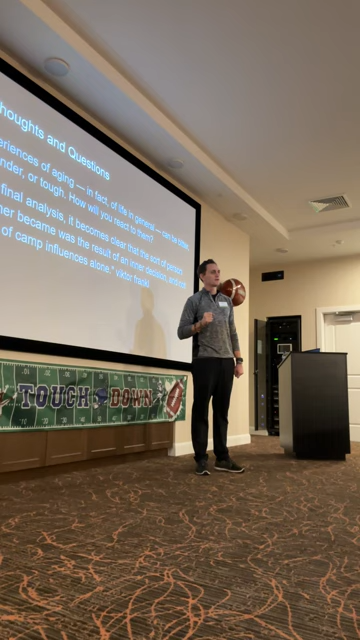 houghts and Questions
eriences of aging — in fact, of life in general — can be
nder, or tough. How will you react to them?
final analysis, it becomes clear that the sort of person
ner became was the result of an inner decision, and not
of camp influences alone." viktor frankl
TOUCH DOWN